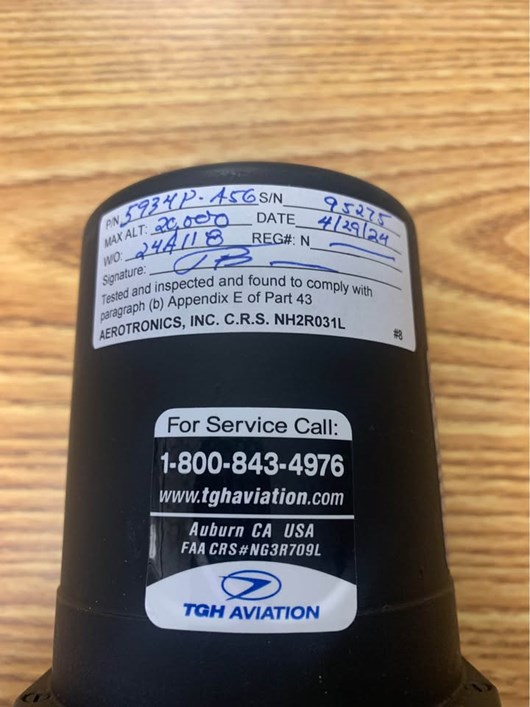 P/N 5934P-A56 S/N 95275
MAX ALT: 20,000 DATE 4/29/24
W/O: 24A118 REG#: N
Signature:
Tested and inspected and found to comply with
paragraph (b) Appendix E of Part 43
AEROTRONICS, INC. C.R.S. NH2R031L #8
For Service Call:
1-800-843-4976
www.tghaviation.com
Auburn CA USA
FAA CRS#NG3R709L
TGH AVIATION